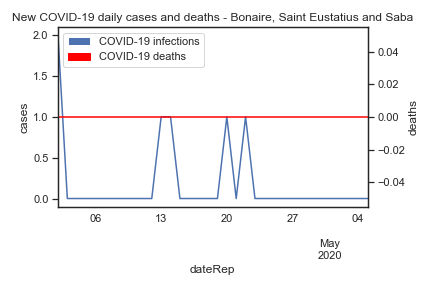 New COVID-19 daily cases and deaths - Bonaire, Saint Eustatius and Saba
COVID-19 infections
COVID-19 deaths
cases
2.0
1.5
1.0
0.5
0.0
deaths
0.04
0.02
0.00
−0.02
−0.04
06
13
20
27
04
May
2020
dateRep